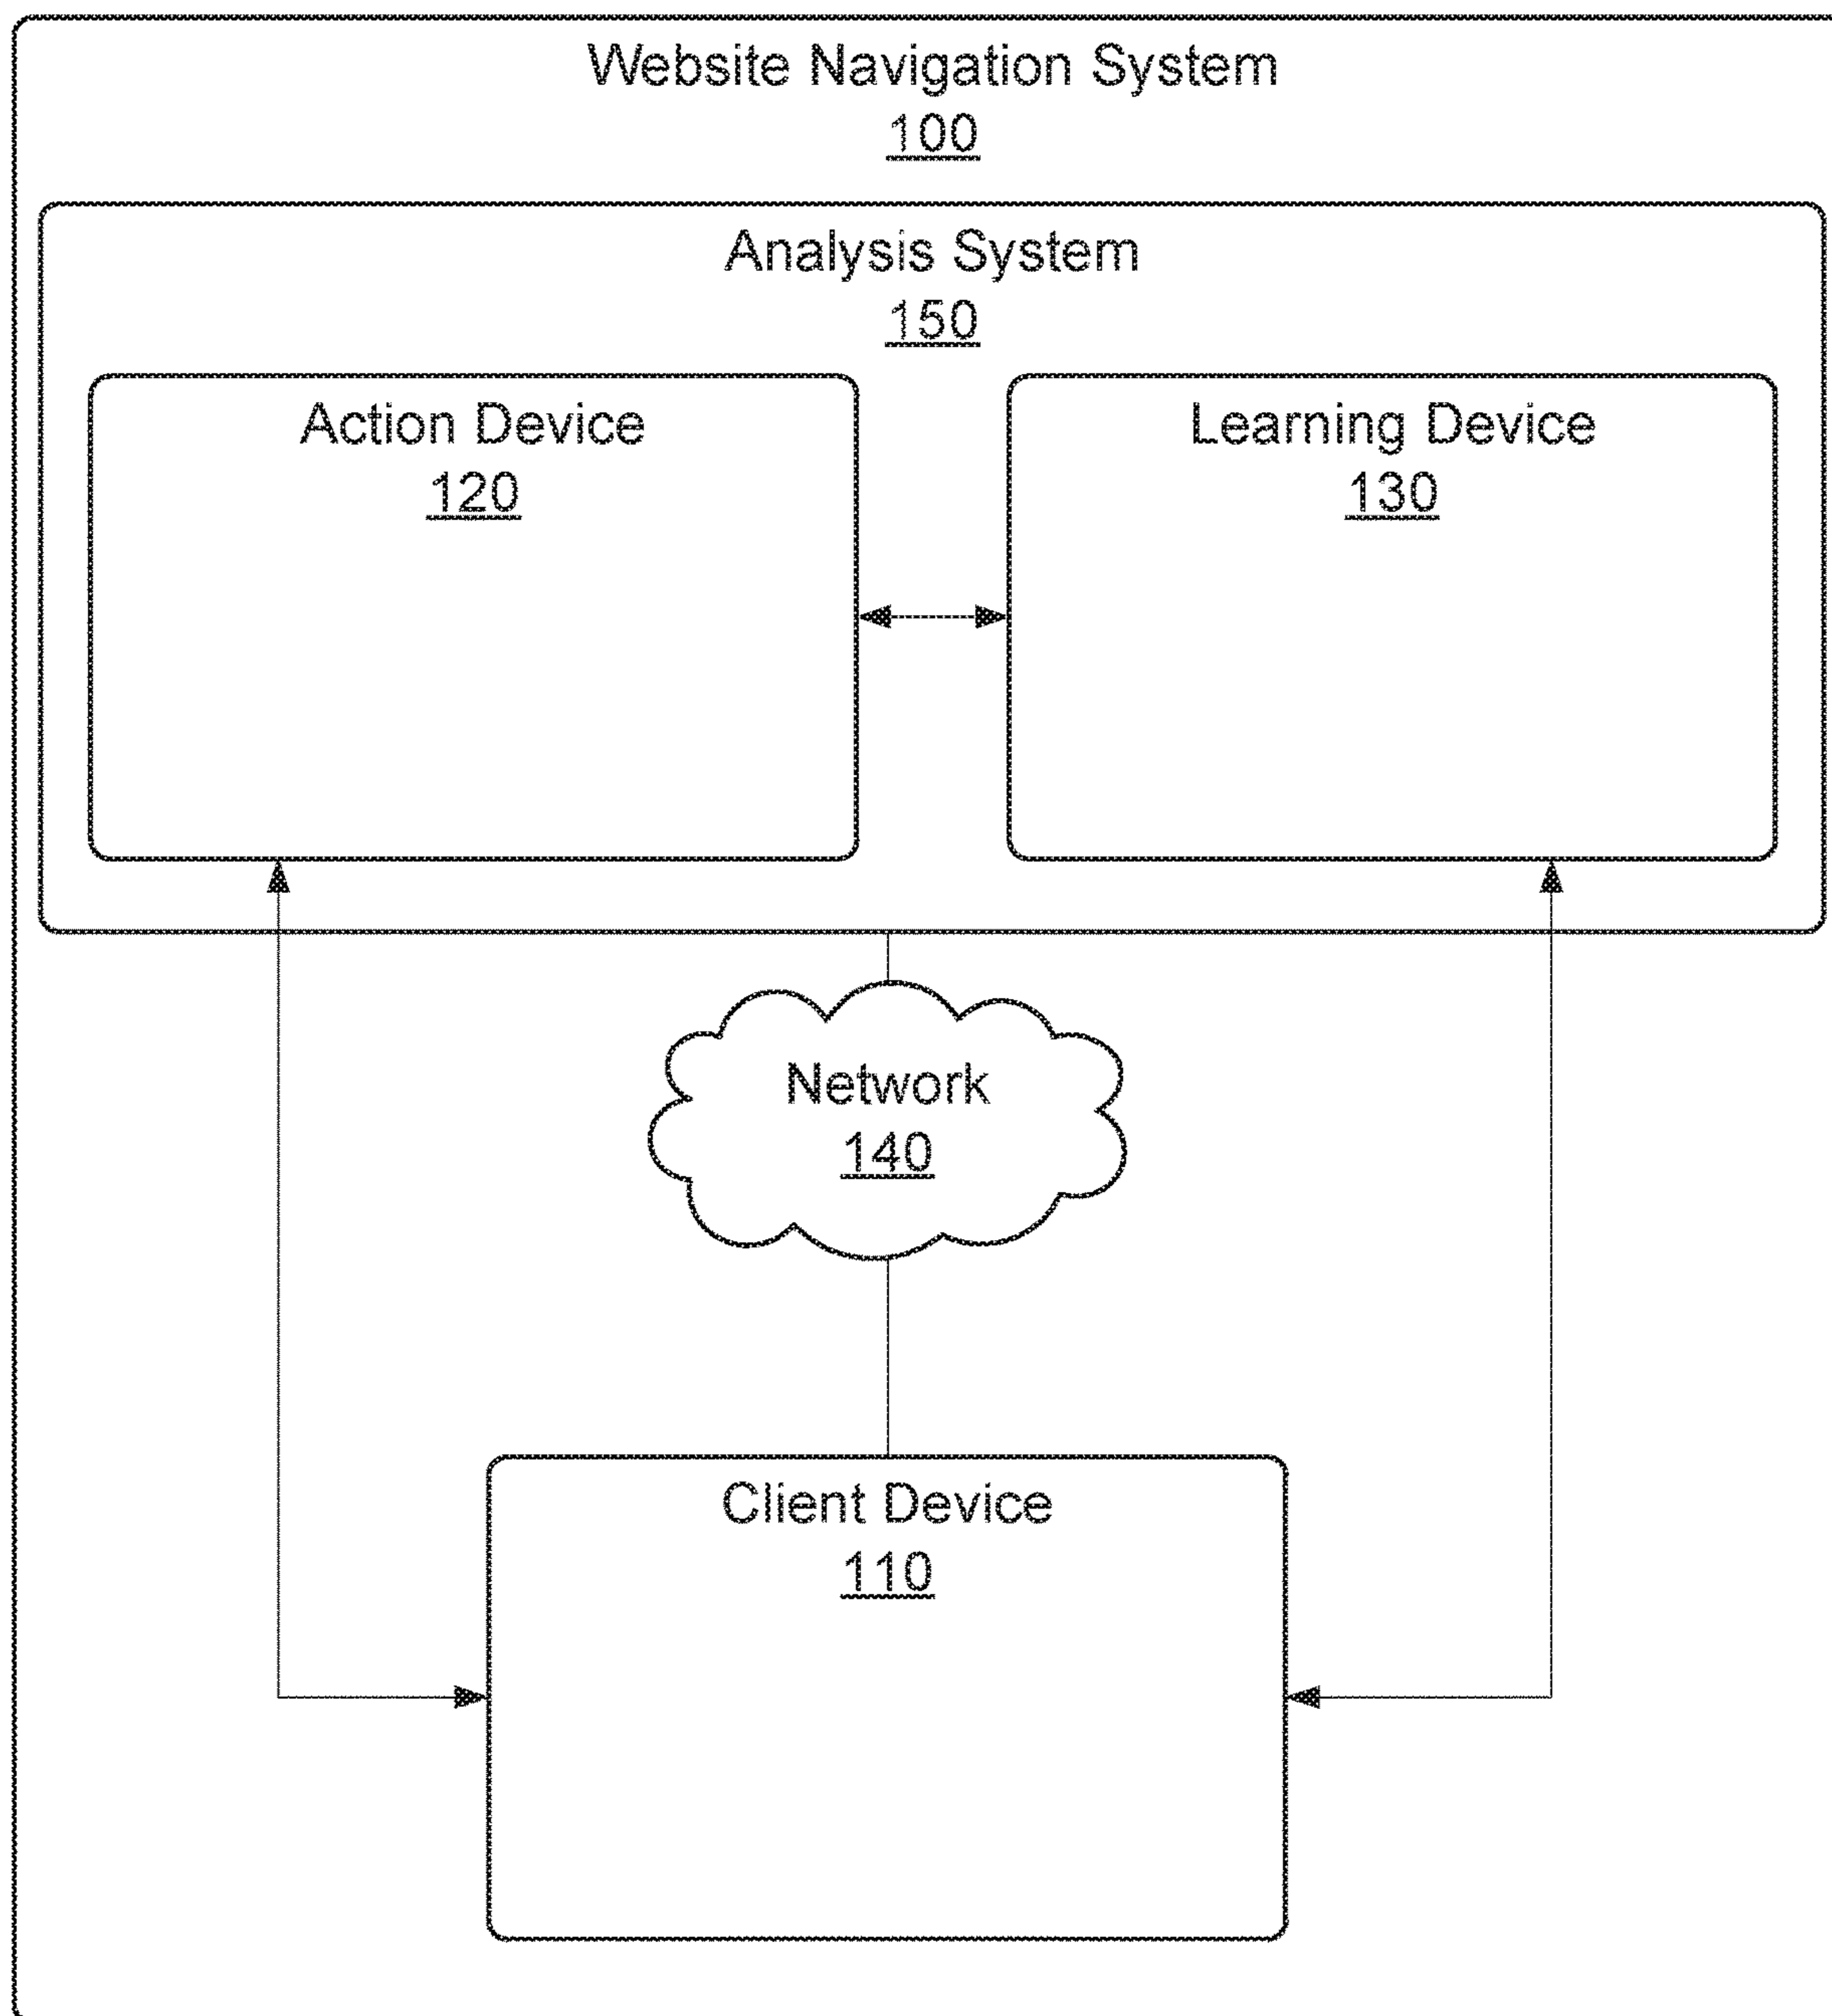 Website Navigation System
100
Analysis System
150
Action Device
120
Learning Device
130
Network
140
Client Device
110